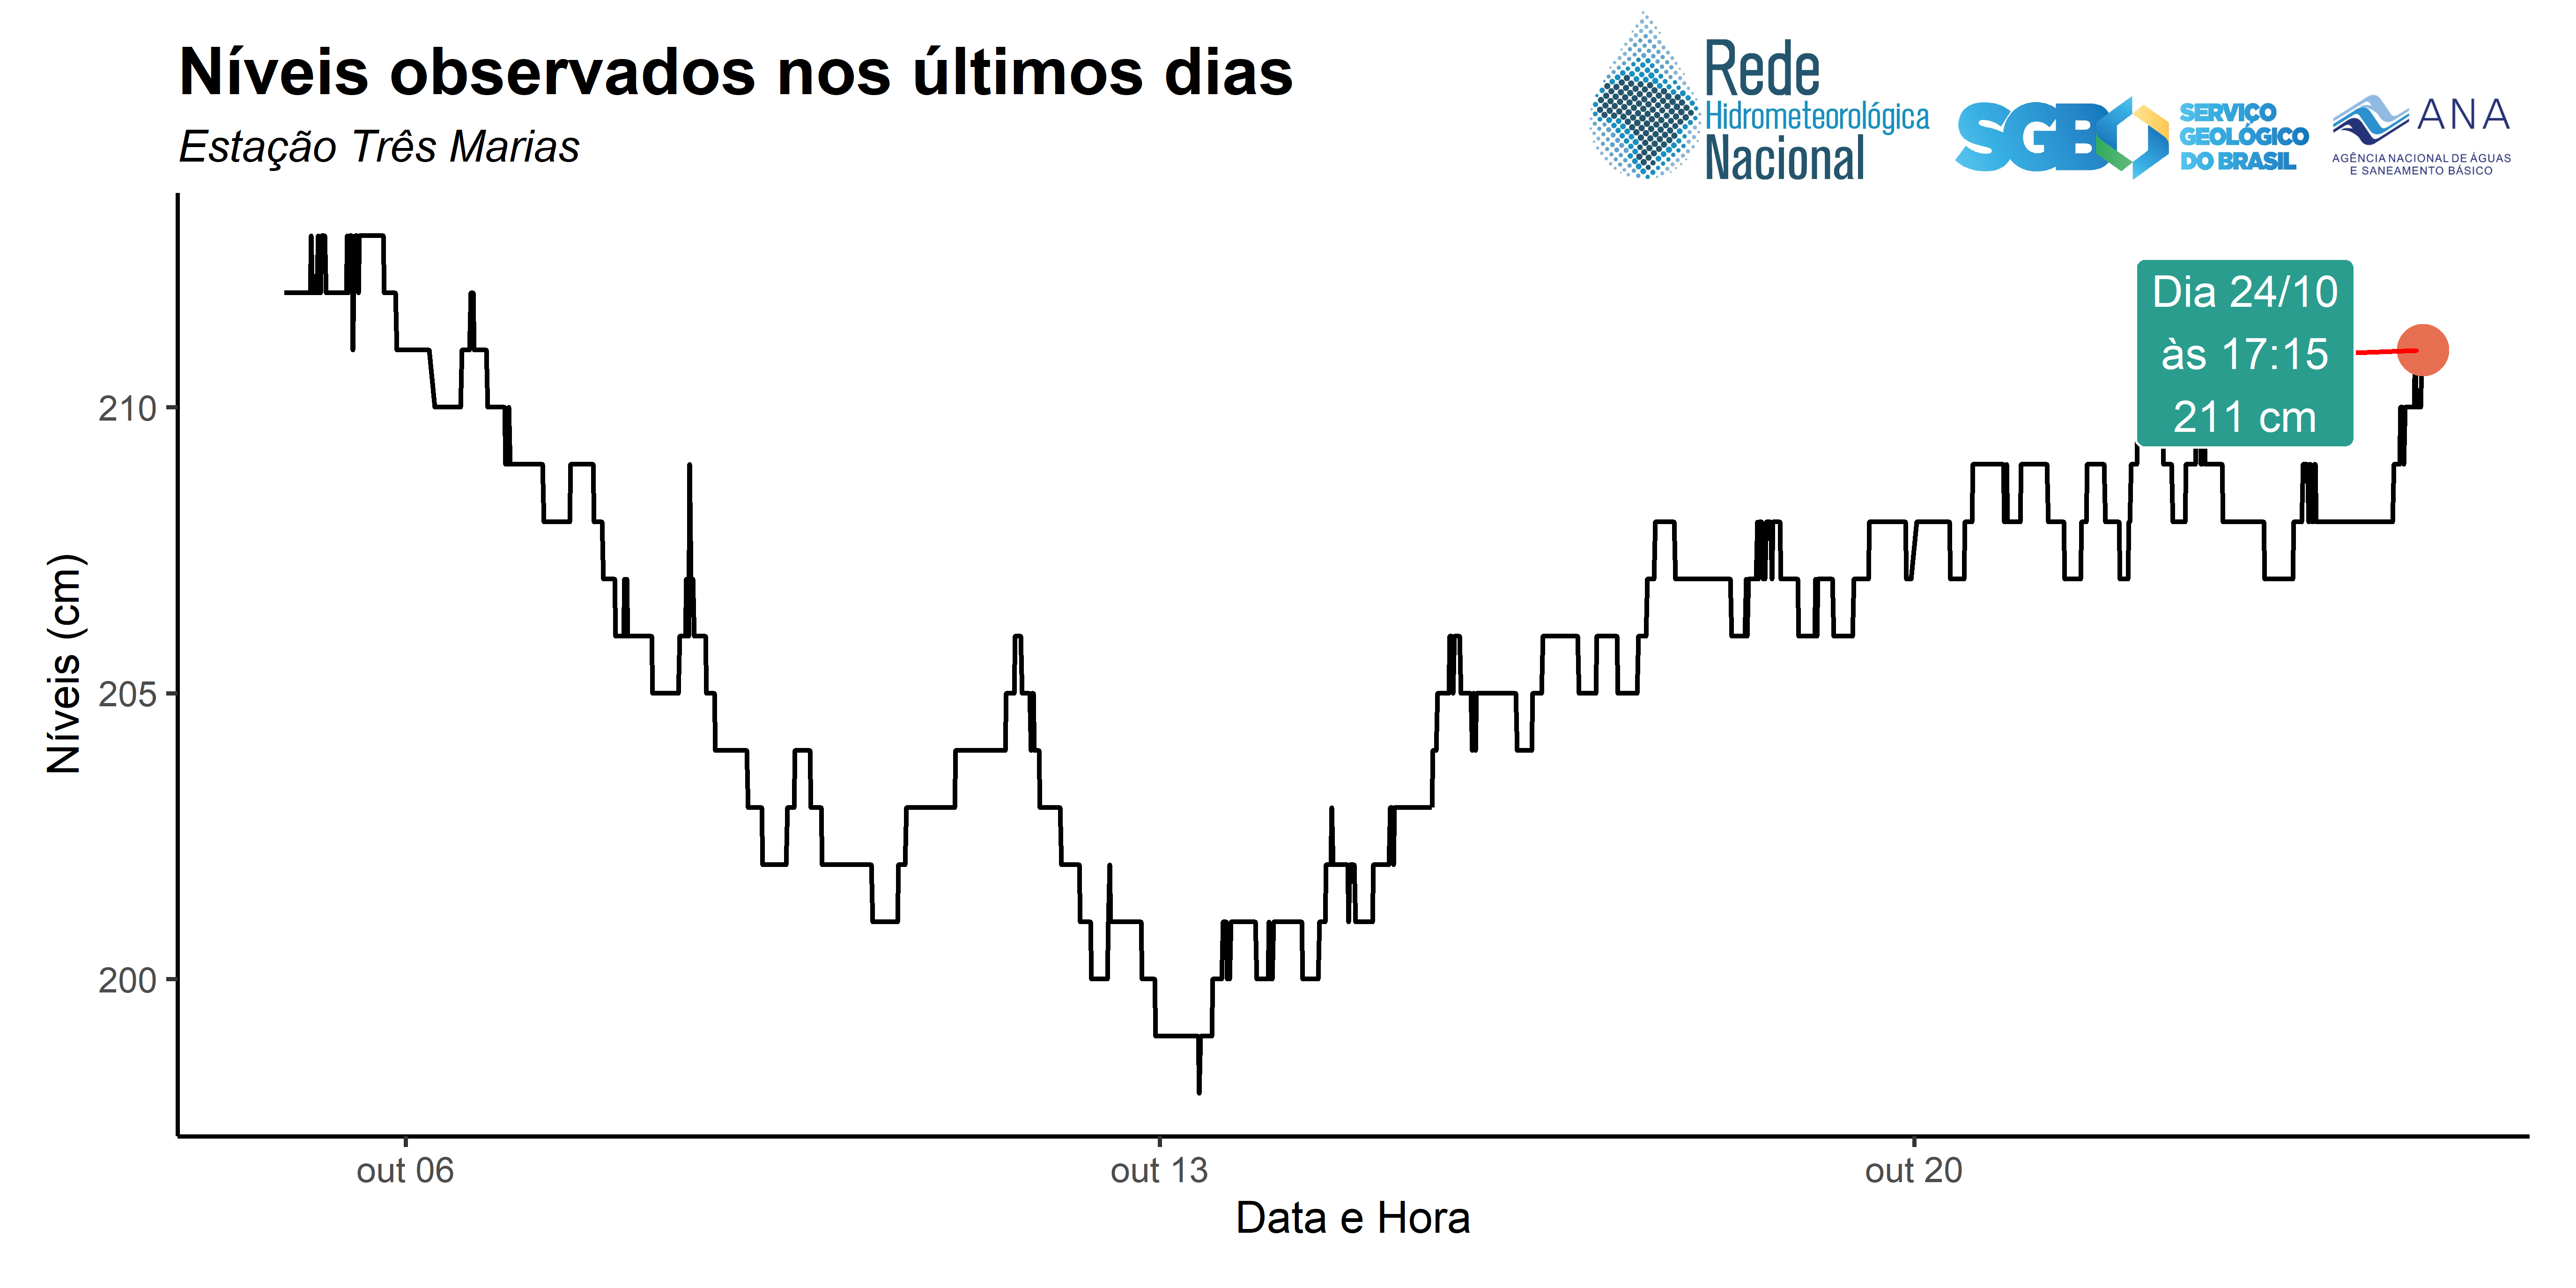 Níveis observados nos últimos dias
Estação Três Marias
Rede
Hidrometeorológica
Nacional
SGB
SERVIÇO
GEOLÓGICO
DO BRASIL
ANA
AGÊNCIA NACIONAL DE ÁGUAS
E SANEAMENTO BÁSICO
Dia 24/10
às 17:15
211 cm
Níveis (cm)
210
205
200
out 06
out 13
out 20
Data e Hora